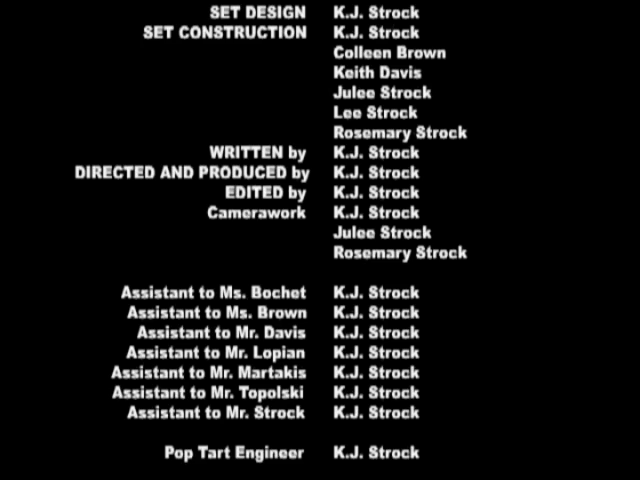 SET DESIGN K.J. Strock
SET CONSTRUCTION K.J. Strock
Colleen Brown
Keith Davis
Julee Strock
Lee Strock
Rosemary Strock
WRITTEN by K.J. Strock
DIRECTED AND PRODUCED by K.J. Strock
EDITED by K.J. Strock
Camerawork K.J. Strock
Julee Strock
Rosemary Strock
Assistant to Ms. Bochet K.J. Strock
Assistant to Ms. Brown K.J. Strock
Assistant to Mr. Davis K.J. Strock
Assistant to Mr. Lopian K.J. Strock
Assistant to Mr. Martakis K.J. Strock
Assistant to Mr. Topolski K.J. Strock
Assistant to Mr. Strock K.J. Strock
Pop Tart Engineer K.J. Strock